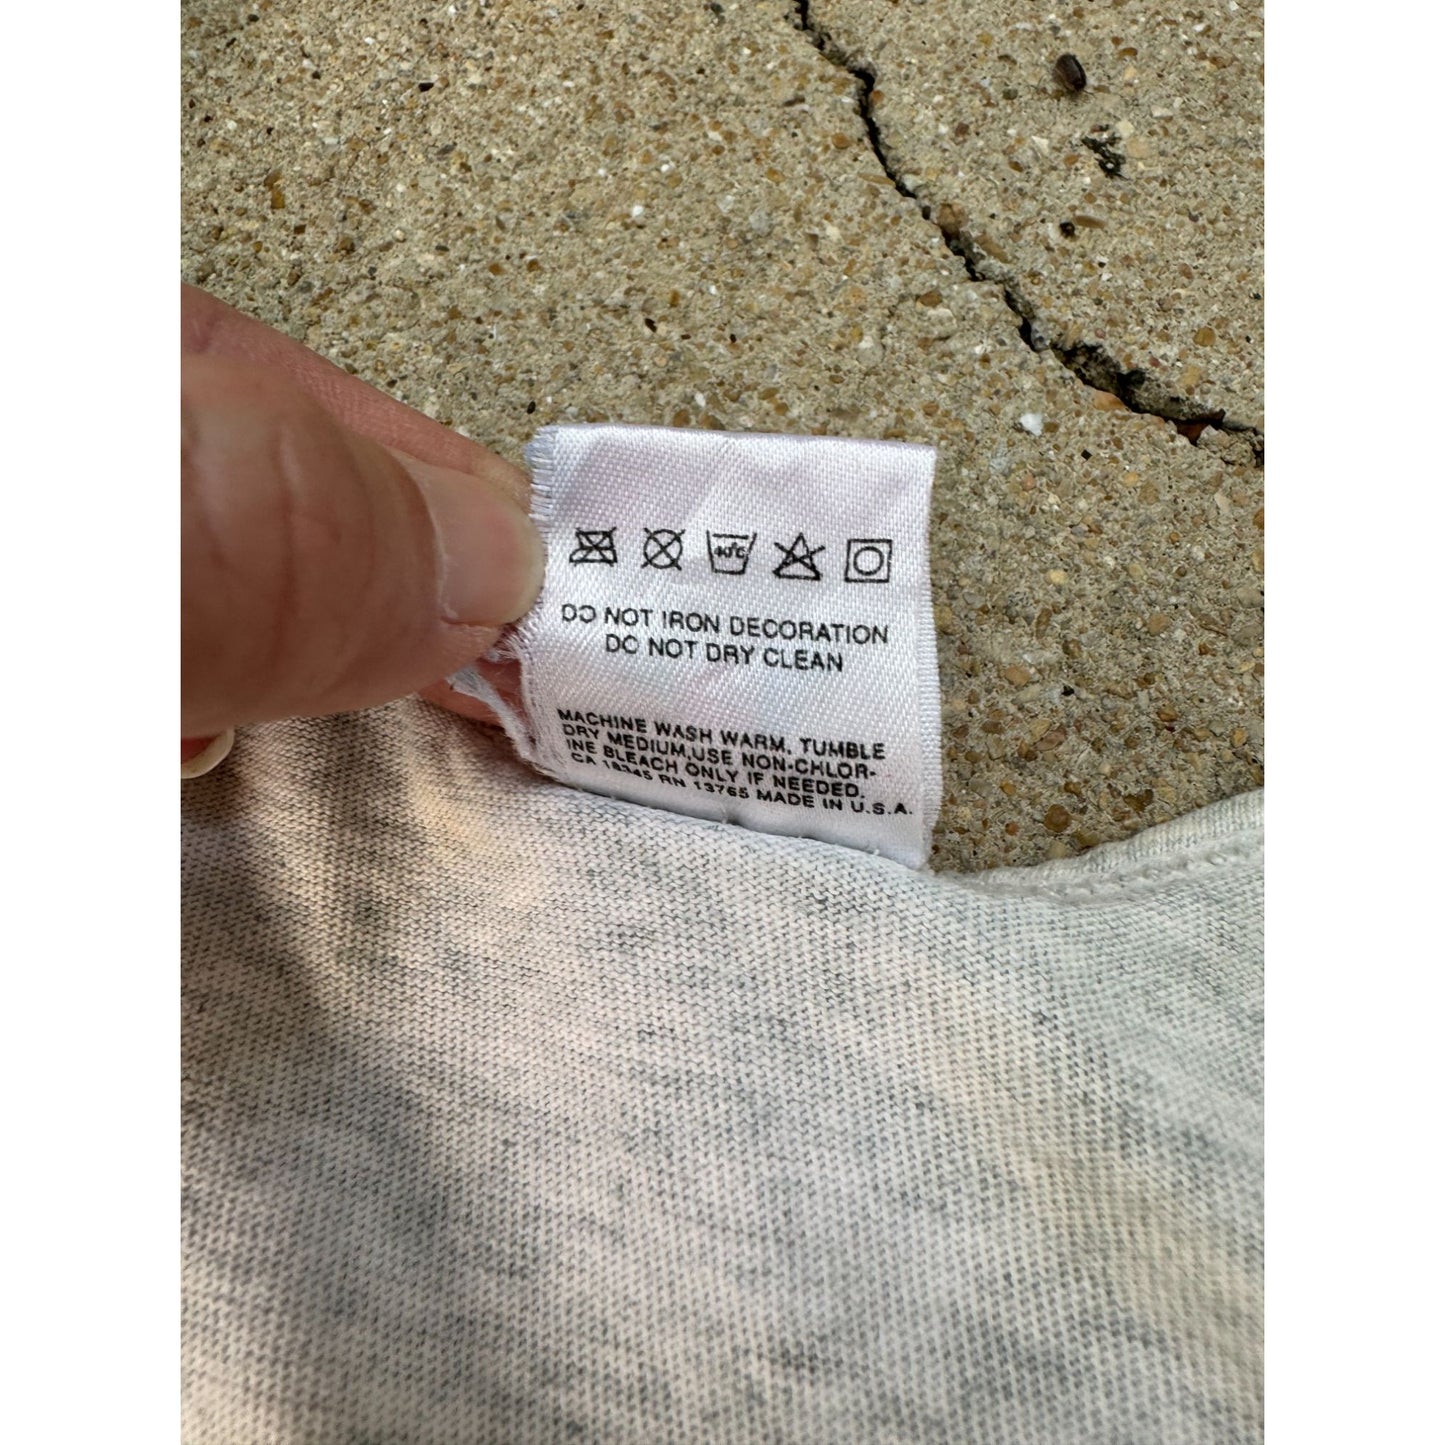 40°C
DO NOT IRON DECORATION
DO NOT DRY CLEAN
MACHINE WASH WARM, TUMBLE
DRY MEDIUM,USE NON-CHLOR-
INE BLEACH ONLY IF NEEDED.
CA 18345 RN 13765 MADE IN U.S.A.